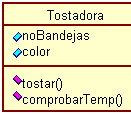 Tostadora
noBandejas
color
tostar()
comprobarTemp()